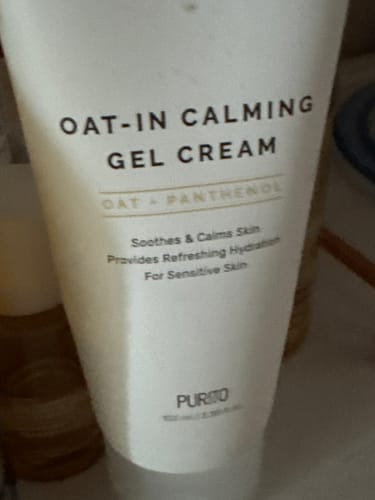 OAT-IN CALMING
GEL CREAM
OAT + PANTHENOL
Soothes & Calms Skin
Provides Refreshing Hydration
For Sensitive Skin
PURITO